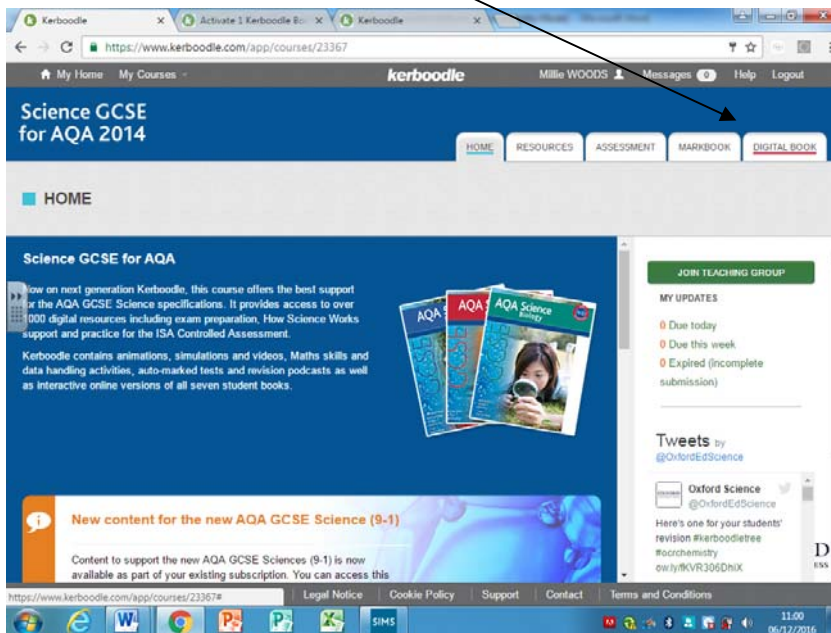 Kerboodle
Activate 1 Kerboodle Bo
Kerboodle
https://www.kerboodle.com/app/courses/23367
My Home My Courses kerboodle Millie WOODS Messages 0 Help Logout
Science GCSE
for AQA 2014
HOME RESOURCES ASSESSMENT MARKBOOK DIGITAL BOOK
HOME
Science GCSE for AQA
Now on next generation Kerboodle, this course offers the best support
for the AQA GCSE Science specifications. It provides access to over
1000 digital resources including exam preparation, How Science Works
support and practice for the ISA Controlled Assessment.
Kerboodle contains animations, simulations and videos, Maths skills and
data handling activities, auto-marked tests and revision podcasts as well
as interactive online versions of all seven student books.
AQA
AQA
AQA Science
Biology
JOIN TEACHING GROUP
MY UPDATES
0 Due today
0 Due this week
0 Expired (incomplete
submission)
Tweets by
@OxfordEdScience
Oxford Science
@OxfordEdScience
Here's one for your students'
revision #kerboodletree
#ocrchemistry
ow.ly/fKVR306DhiX
New content for the new AQA GCSE Science (9-1)
Content to support the new AQA GCSE Sciences (9-1) is now
available as part of your existing subscription. You can access this
https://www.kerboodle.com/app/courses/23367#
Legal Notice Cookie Policy Support Contact Terms and Conditions
SIMS
11:00
06/12/2016